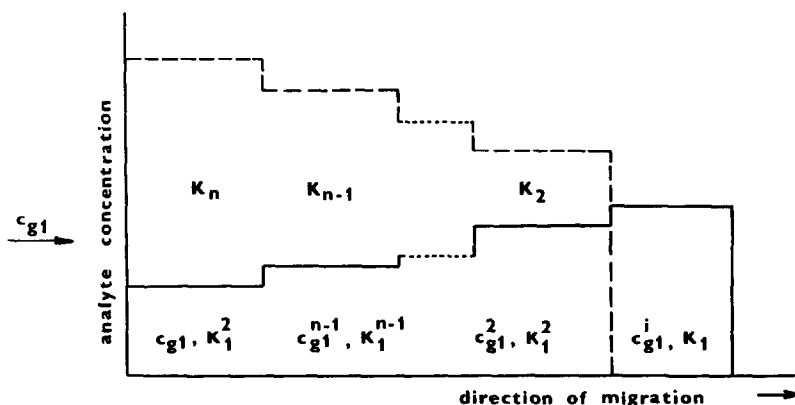 analyte concentration
c_g1
K_n
K_n-1
K_2
c_g1, K_1^2
c_g1^n-1, K_1^n-1
c_g1^2, K_1^2
c_g1^i, K_1
direction of migration